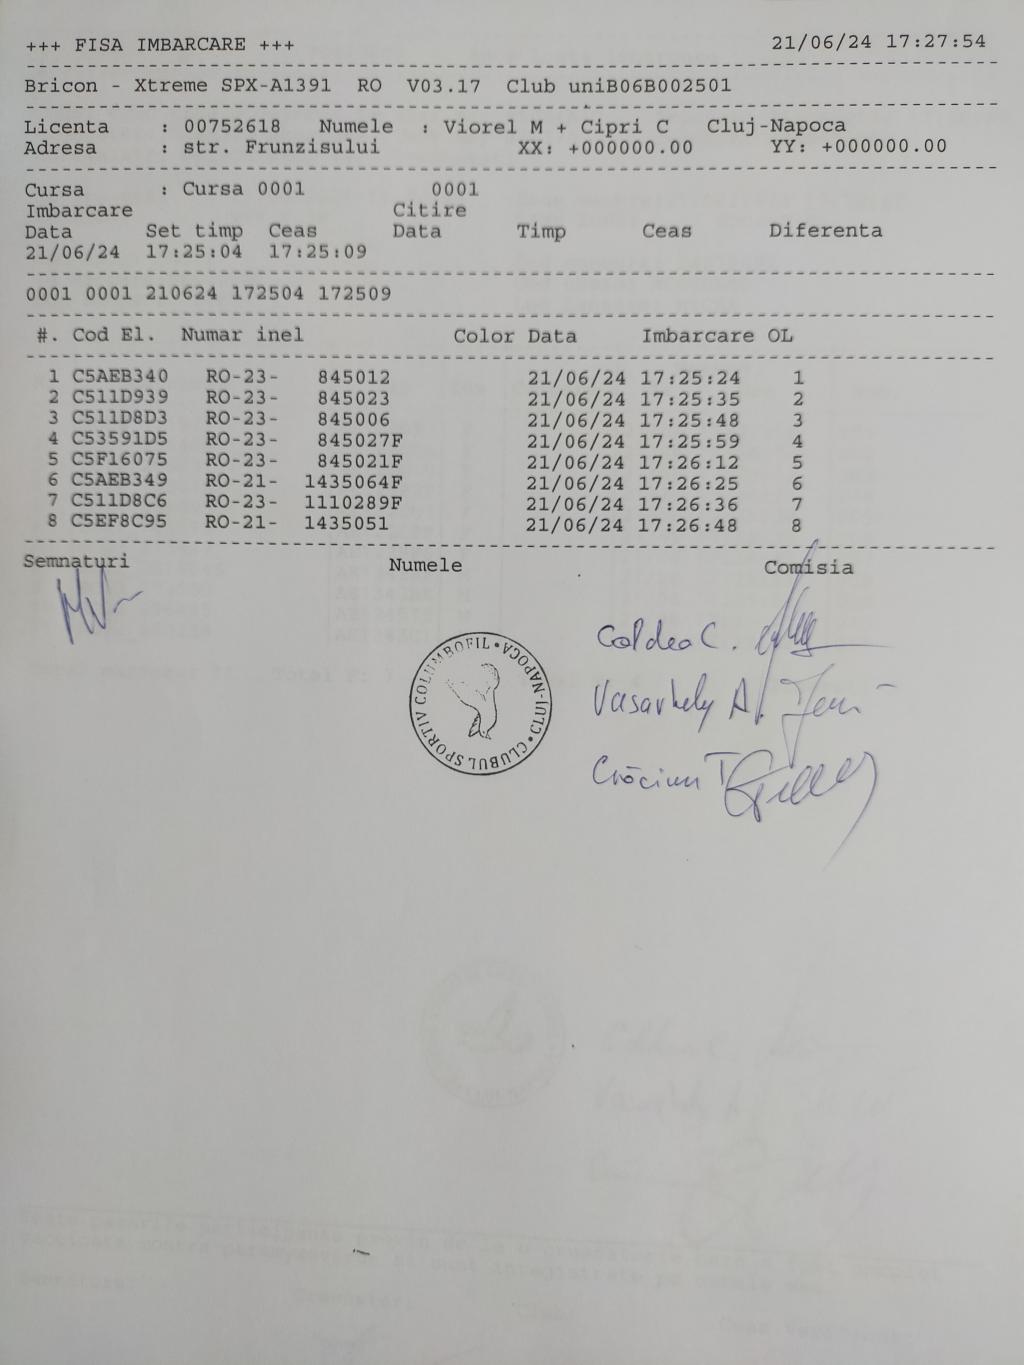 +++ FISA IMBARCARE +++ 21/06/24 17:27:54
Bricon - Xtreme SPX-A1391 RO V03.17 Club uniB06B002501
Licenta : 00752618 Numele : Viorel M + Cipri C Cluj-Napoca
Adresa : str. Frunzisului XX: +000000.00 YY: +000000.00
Cursa : Cursa 0001 0001
Imbarcare Citire
Data Set timp Ceas Data Timp Ceas Diferenta
21/06/24 17:25:04 17:25:09
0001 0001 210624 172504 172509
#. Cod El. Numar inel Color Data Imbarcare OL
1 C5AEB340 RO-23- 845012 21/06/24 17:25:24 1
2 C511D939 RO-23- 845023 21/06/24 17:25:35 2
3 C511D8D3 RO-23- 845006 21/06/24 17:25:48 3
4 C53591D5 RO-23- 845027F 21/06/24 17:25:59 4
5 C5F16075 RO-23- 845021F 21/06/24 17:26:12 5
6 C5AEB349 RO-21- 1435064F 21/06/24 17:26:25 6
7 C511D8C6 RO-23- 1110289F 21/06/24 17:26:36 7
8 C5EF8C95 RO-21- 1435051 21/06/24 17:26:48 8
Semnaturi Numele Comisia
Coldea C.
CLUBUL SPORTIV COLUMBOFIL • CLUJ-NAPOCA •
Vasarhely A.